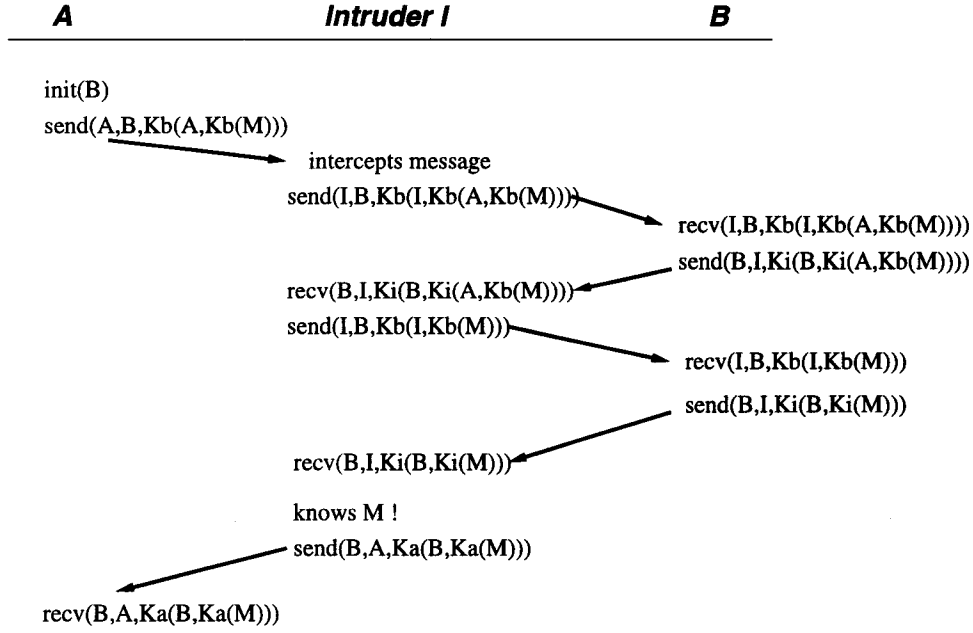 A Intruder I B
init(B)
send(A,B,Kb(A,Kb(M)))
intercepts message
send(I,B,Kb(I,Kb(A,Kb(M))))
recv(I,B,Kb(I,Kb(A,Kb(M))))
send(B,I,Ki(B,Ki(A,Kb(M))))
recv(B,I,Ki(B,Ki(A,Kb(M))))
send(I,B,Kb(I,Kb(M)))
recv(I,B,Kb(I,Kb(M)))
send(B,I,Ki(B,Ki(M)))
recv(B,I,Ki(B,Ki(M)))
knows M !
send(B,A,Ka(B,Ka(M)))
recv(B,A,Ka(B,Ka(M)))